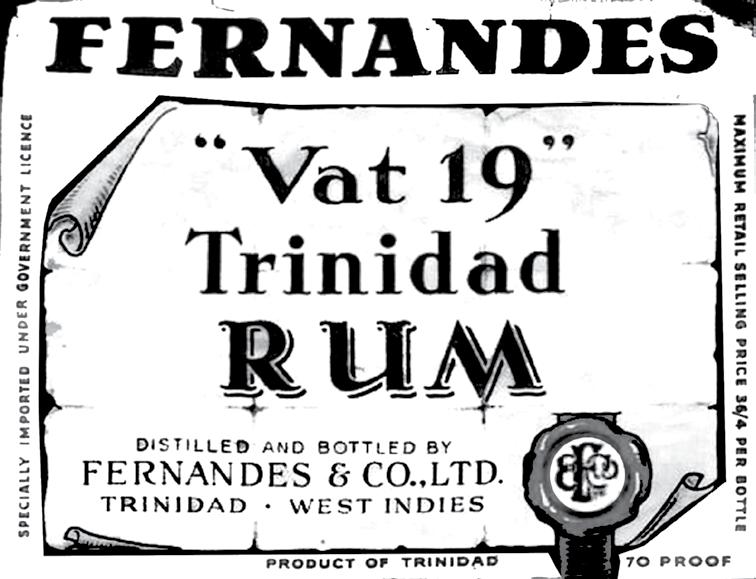 FERNANDES
"Vat 19"
Trinidad
RUM
DISTILLED AND BOTTLED BY
FERNANDES & CO., LTD.
TRINIDAD · WEST INDIES
PRODUCT OF TRINIDAD
70 PROOF
SPECIALLY IMPORTED UNDER GOVERNMENT LICENCE
MAXIMUM RETAIL SELLING PRICE 36/4 PER BOTTLE